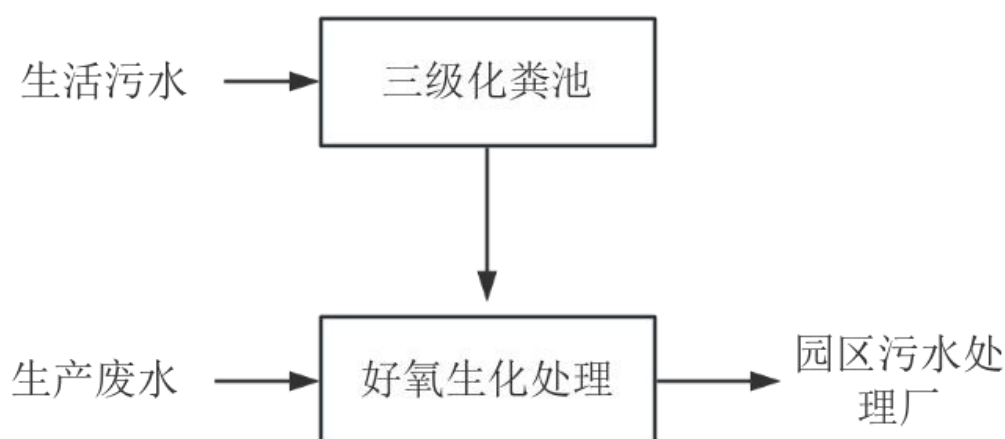 生活污水
三级化粪池
生产废水
好氧生化处理
园区污水处
理厂